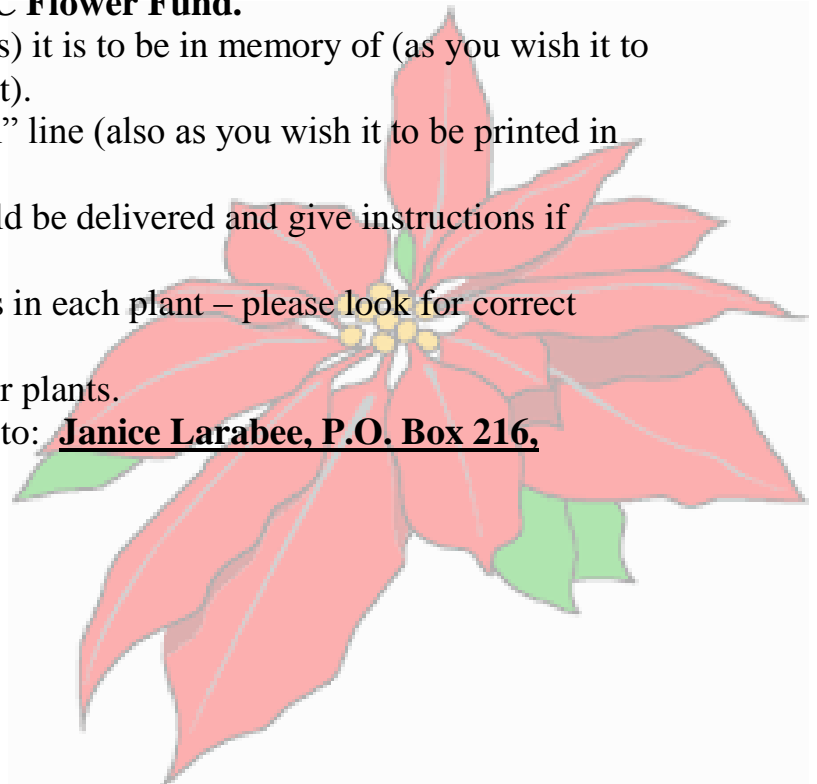 C Flower Fund.
s) it is to be in memory of (as you wish it to
t).
” line (also as you wish it to be printed in
ld be delivered and give instructions if
s in each plant – please look for correct
r plants.
to: Janice Larabee, P.O. Box 216,